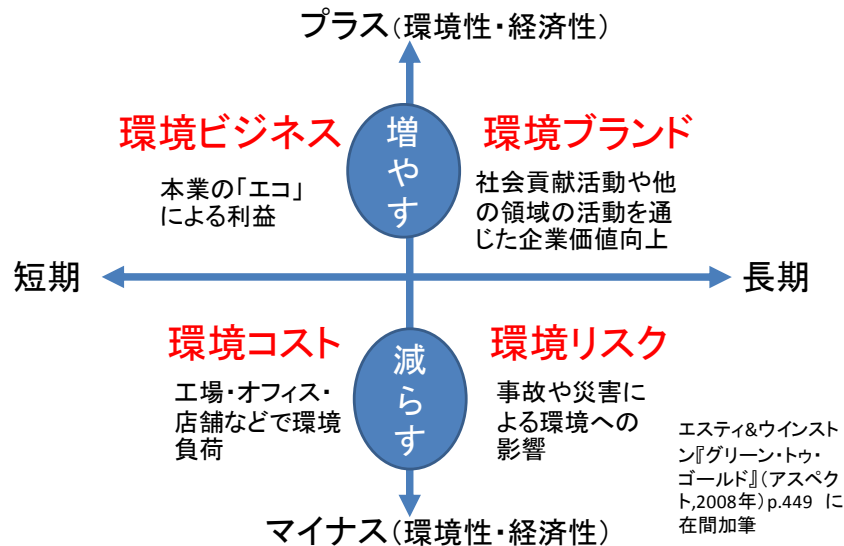 プラス(環境性・経済性)
環境ビジネス
増やす
環境ブランド
本業の「エコ」
による利益
社会貢献活動や他
の領域の活動を通
じた企業価値向上
短期
長期
環境コスト
減らす
環境リスク
工場・オフィス・
店舗などで環境
負荷
事故や災害に
よる環境への
影響
エスティ&ウインスト
ン『グリーン・トゥ・
ゴールド』(アスペク
ト,2008年)p.449 に
在間加筆
マイナス(環境性・経済性)